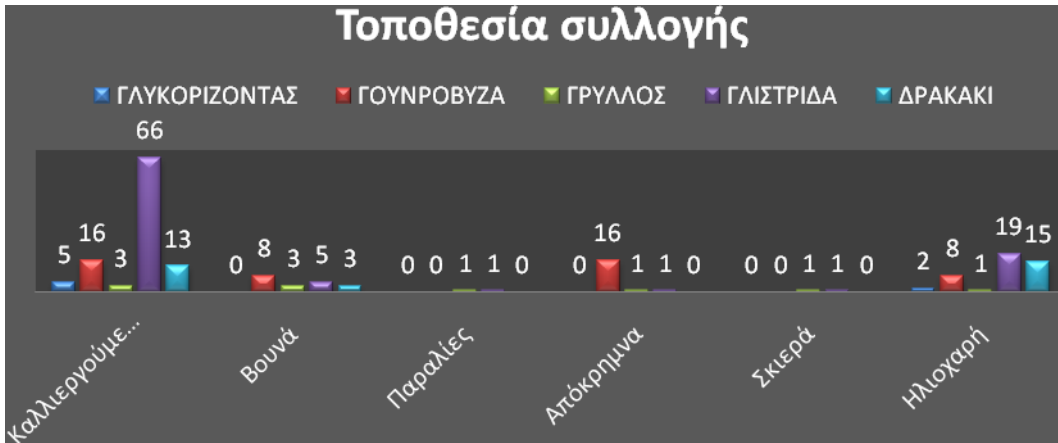 Τοποθεσία συλλογής
ΓΛΥΚΟΡΙΖΟΝΤΑΣ ΓΟΥΝΡΟΒΥΖΑ ΓΡΥΛΛΟΣ ΓΛΙΣΤΡΙΔΑ ΔΡΑΚΑΚΙ
5 16 3 66 13 0 8 3 5 3 0 0 1 1 0 0 16 1 1 0 0 0 1 1 0 2 8 1 19 15
Καλλιεργούμε... Βουνά Παραλίες Απόκρημνα Σκιερά Ηλιοχαρή